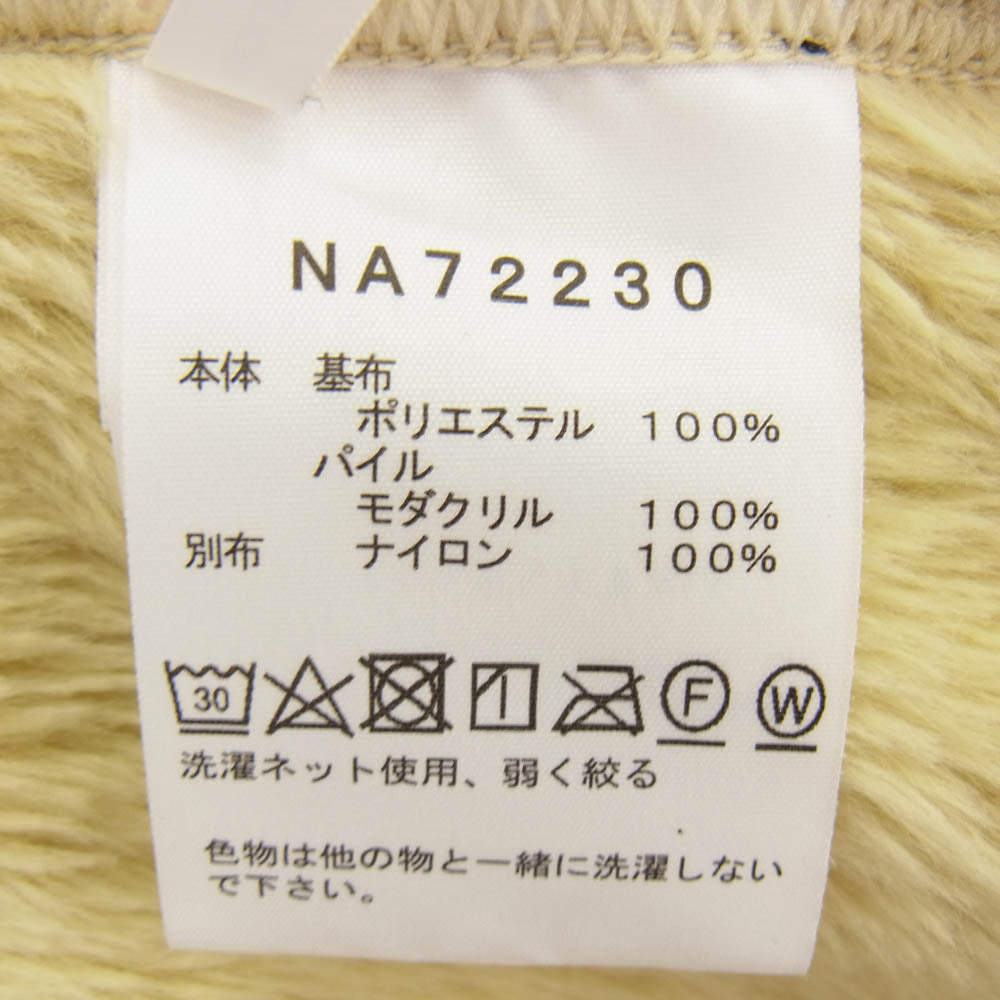 NA72230
本体 基布
ポリエステル 100%
パイル
モダクリル 100%
別布 ナイロン 100%
30 F W
洗濯ネット使用、弱く絞る
色物は他の物と一緒に洗濯しない
で下さい。